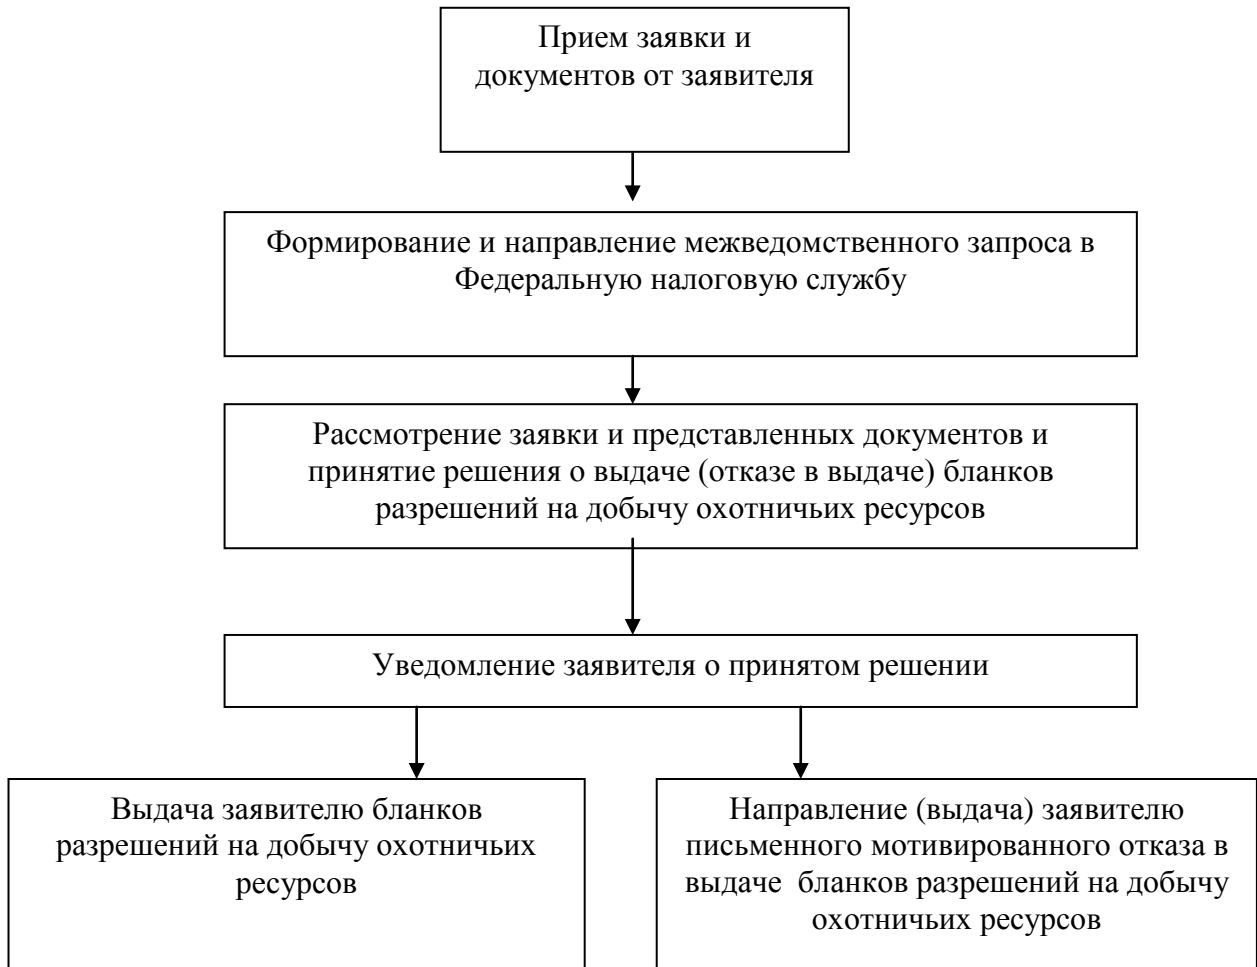 Прием заявки и
документов от заявителя
Формирование и направление межведомственного запроса в
Федеральную налоговую службу
Рассмотрение заявки и представленных документов и
принятие решения о выдаче (отказе в выдаче) бланков
разрешений на добычу охотничьих ресурсов
Уведомление заявителя о принятом решении
Выдача заявителю бланков
разрешений на добычу охотничьих
ресурсов
Направление (выдача) заявителю
письменного мотивированного отказа в
выдаче  бланков разрешений на добычу
охотничьих ресурсов